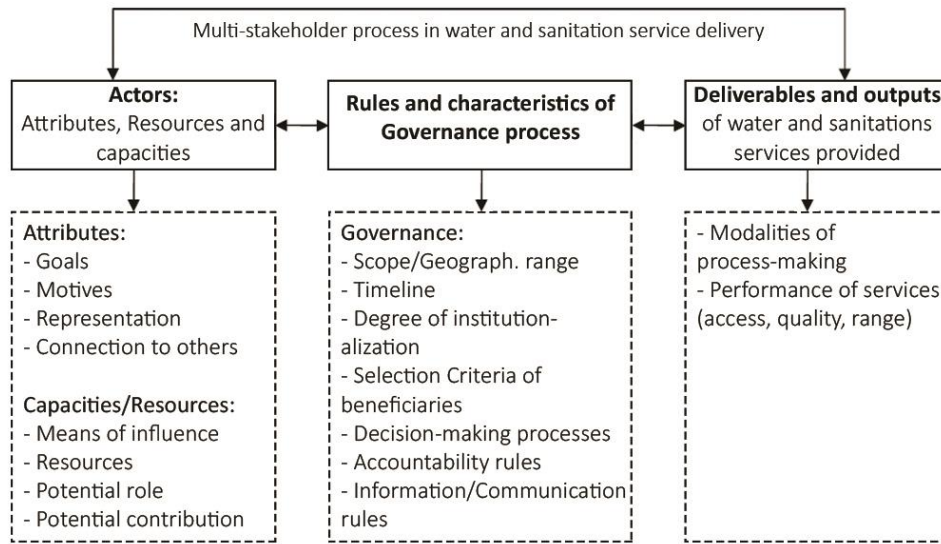 Multi-stakeholder process in water and sanitation service delivery
Actors:
Attributes, Resources and
capacities
Rules and characteristics of
Governance process
Deliverables and outputs
of water and sanitations
services provided
Attributes:
- Goals
- Motives
- Representation
- Connection to others
Capacities/Resources:
- Means of influence
- Resources
- Potential role
- Potential contribution
Governance:
- Scope/Geograph. range
- Timeline
- Degree of institution-
alization
- Selection Criteria of
beneficiaries
- Decision-making processes
- Accountability rules
- Information/Communication
rules
- Modalities of
process-making
- Performance of services
(access, quality, range)